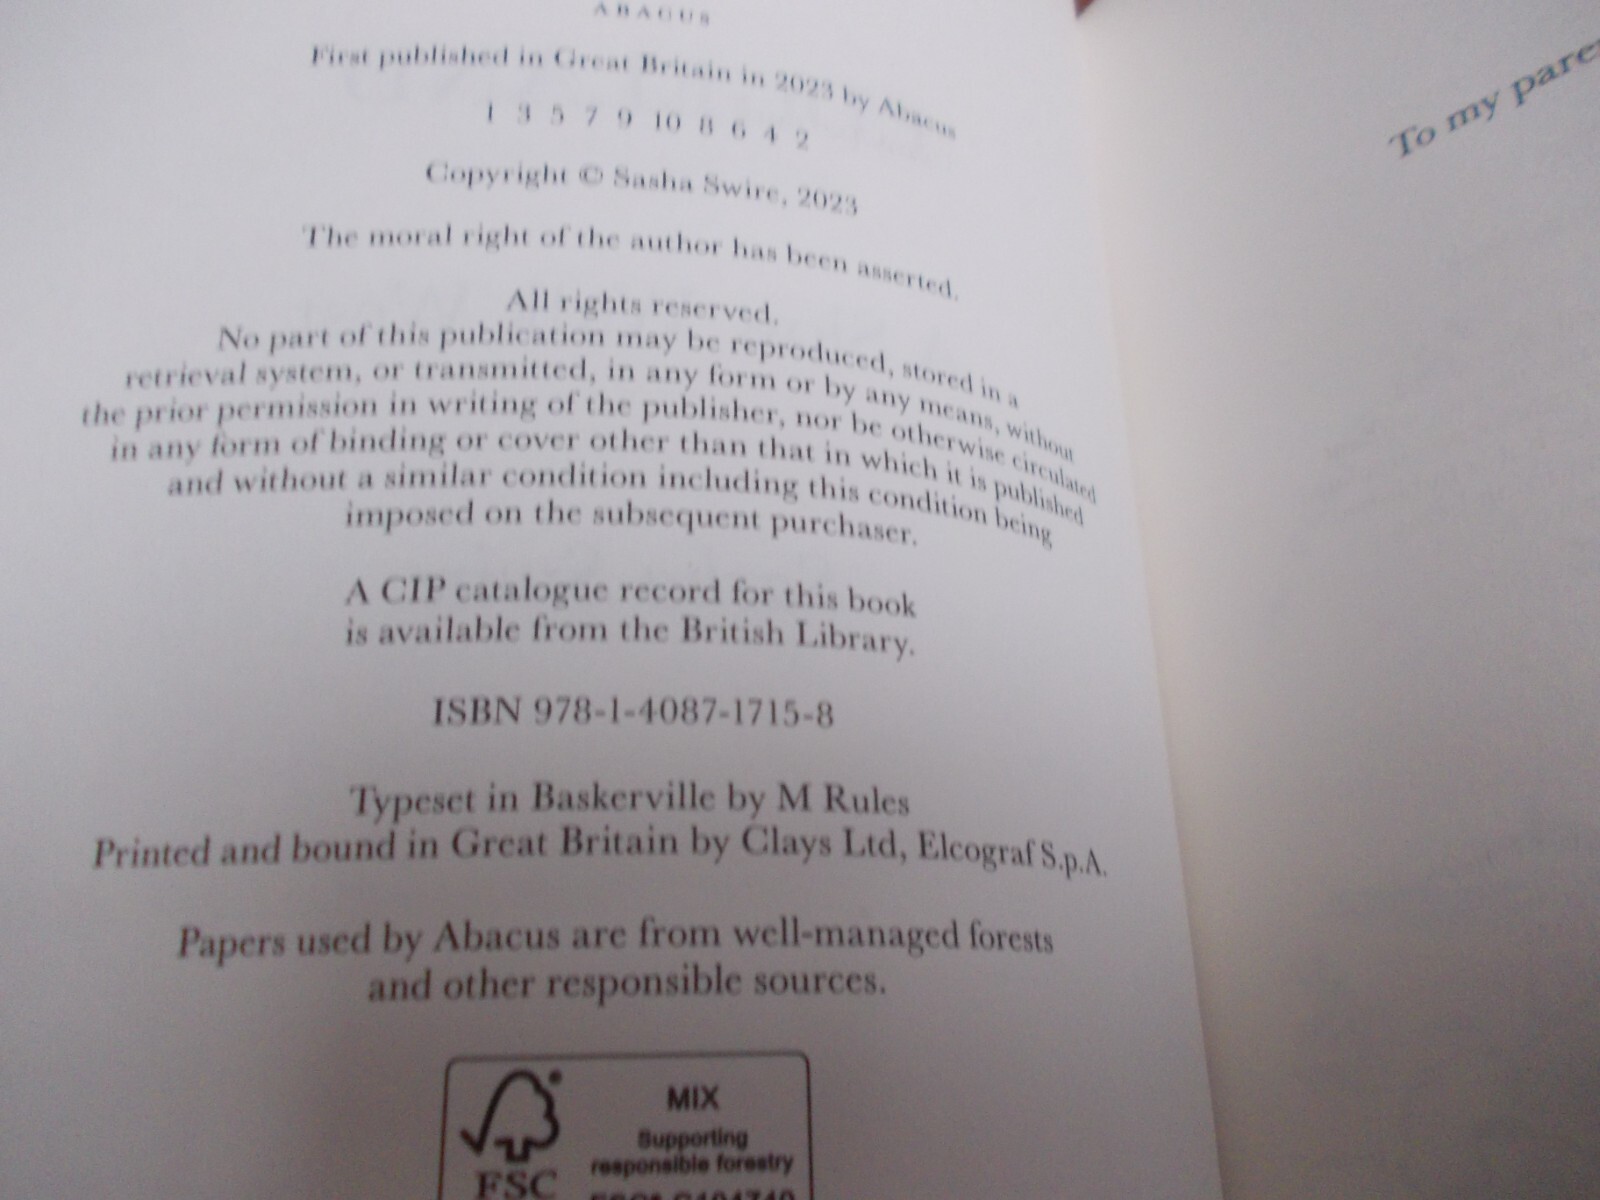 ABACUS
First published in Great Britain in 2023 by Abacus
1 3 5 7 9 10 8 6 4 2
Copyright © Sasha Swire, 2023
The moral right of the author has been asserted.
All rights reserved.
No part of this publication may be reproduced, stored in a
retrieval system, or transmitted, in any form or by any means, without
the prior permission in writing of the publisher, nor be otherwise circulated
in any form of binding or cover other than that in which it is published
and without a similar condition including this condition being
imposed on the subsequent purchaser.
A CIP catalogue record for this book
is available from the British Library.
ISBN 978-1-4087-1715-8
Typeset in Baskerville by M Rules
Printed and bound in Great Britain by Clays Ltd, Elcograf S.p.A.
Papers used by Abacus are from well-managed forests
and other responsible sources.
FSC
MIX
Supporting
responsible forestry
To my